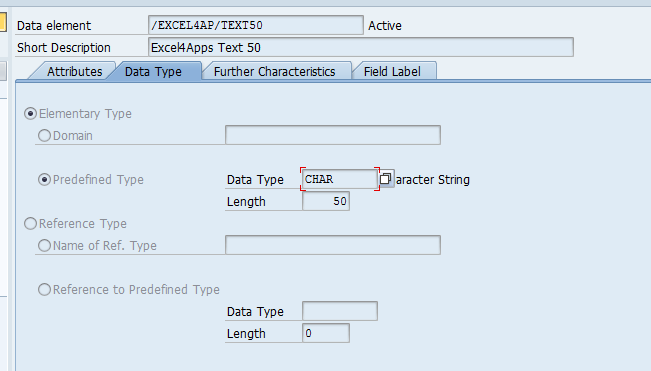 Data element /EXCEL4AP/TEXT50 Active
Short Description Excel4Apps Text 50
Attributes Data Type Further Characteristics Field Label
Elementary Type
Domain
Predefined Type Data Type CHAR aracter String
Length 50
Reference Type
Name of Ref. Type
Reference to Predefined Type
Data Type
Length 0